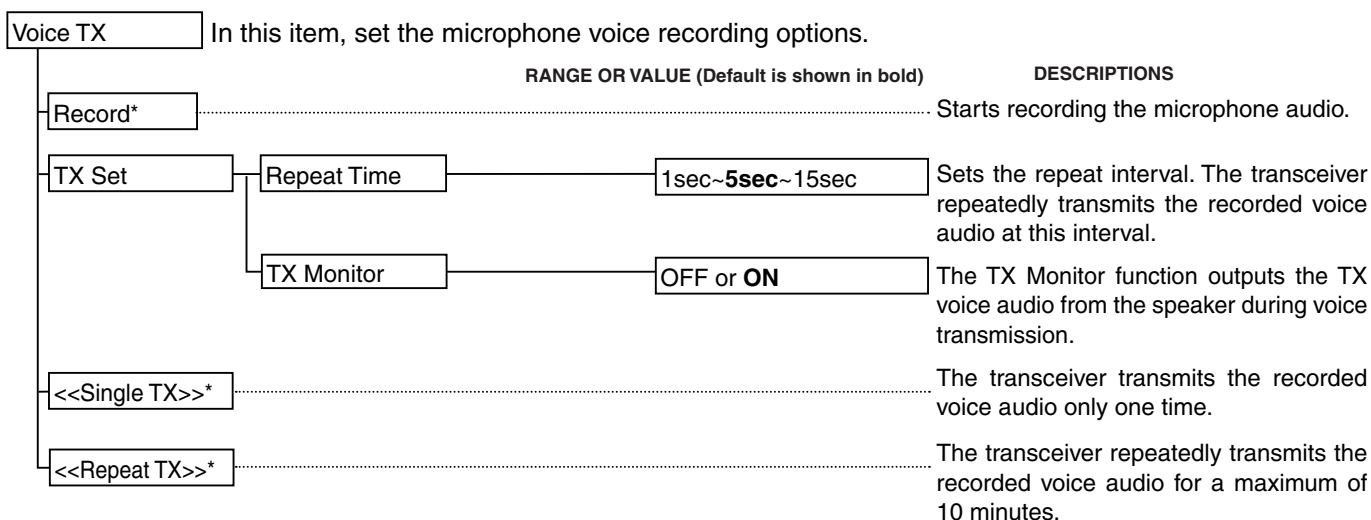 Voice TX In this item, set the microphone voice recording options.
RANGE OR VALUE (Default is shown in bold) DESCRIPTIONS
Record* Starts recording the microphone audio.
TX Set Repeat Time 1sec~5sec~15sec Sets the repeat interval. The transceiver
repeatedly transmits the recorded voice
audio at this interval.
TX Monitor OFF or ON The TX Monitor function outputs the TX
voice audio from the speaker during voice
transmission.
<<Single TX>>* The transceiver transmits the recorded
voice audio only one time.
<<Repeat TX>>* The transceiver repeatedly transmits the
recorded voice audio for a maximum of
10 minutes.